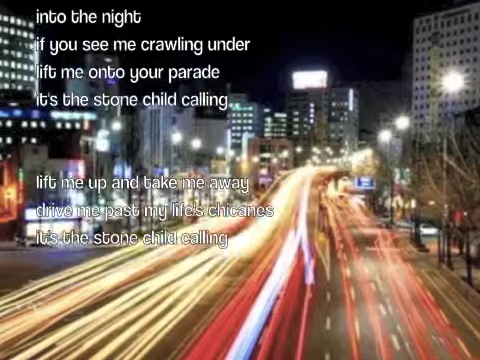 into the night
if you see me crawling under
lift me onto your parade
it's the stone child calling
lift me up and take me away
drive me past my life's chicanes
it's the stone child calling